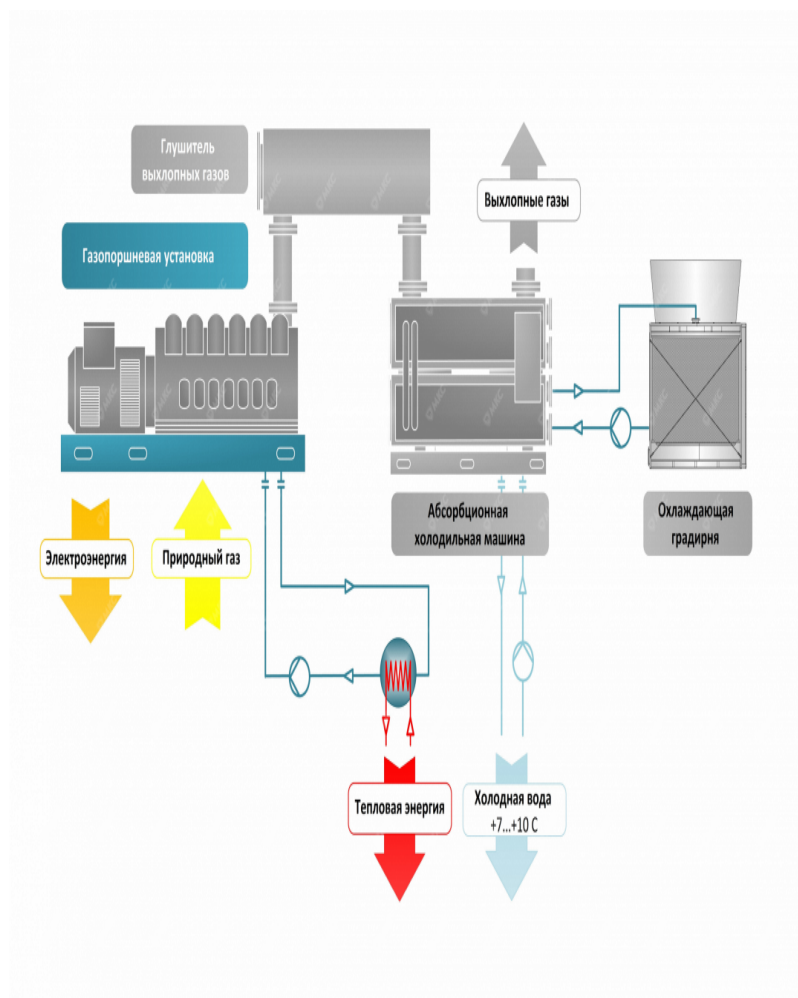 Глушитель
выхлопных газов
Выхлопные газы
Газопоршневая установка
Абсорбционная
холодильная машина
Охлаждающая
градирня
Электроэнергия
Природный газ
Тепловая энергия
Холодная вода
+7...+10 С